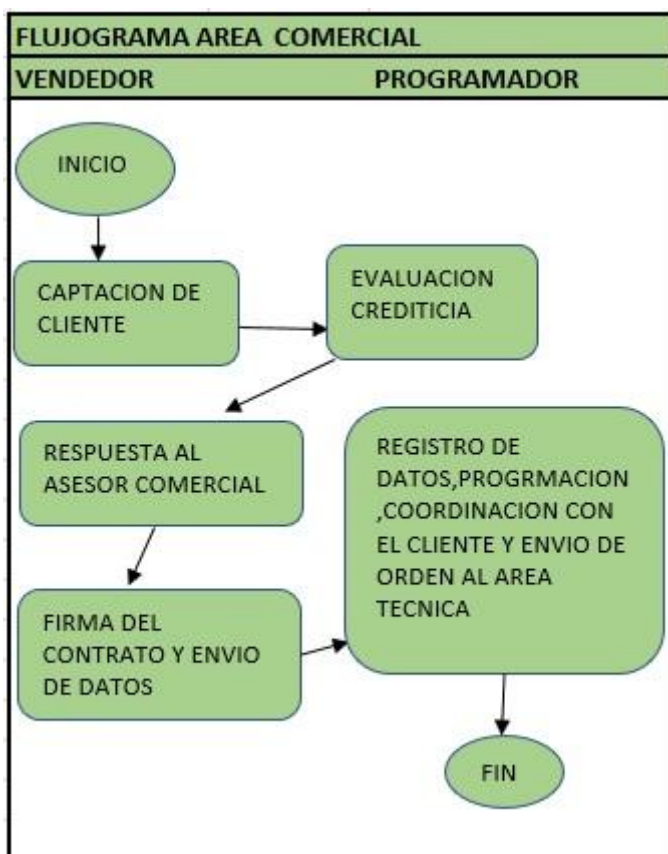 FLUJOGRAMA AREA COMERCIAL
VENDEDOR PROGRAMADOR
INICIO
CAPTACION DE
CLIENTE
EVALUACION
CREDITICIA
RESPUESTA AL
ASESOR COMERCIAL
FIRMA DEL
CONTRATO Y ENVIO
DE DATOS
REGISTRO DE
DATOS,PROGRMACION
,COORDINACION CON
EL CLIENTE Y ENVIO DE
ORDEN AL AREA
TECNICA
FIN